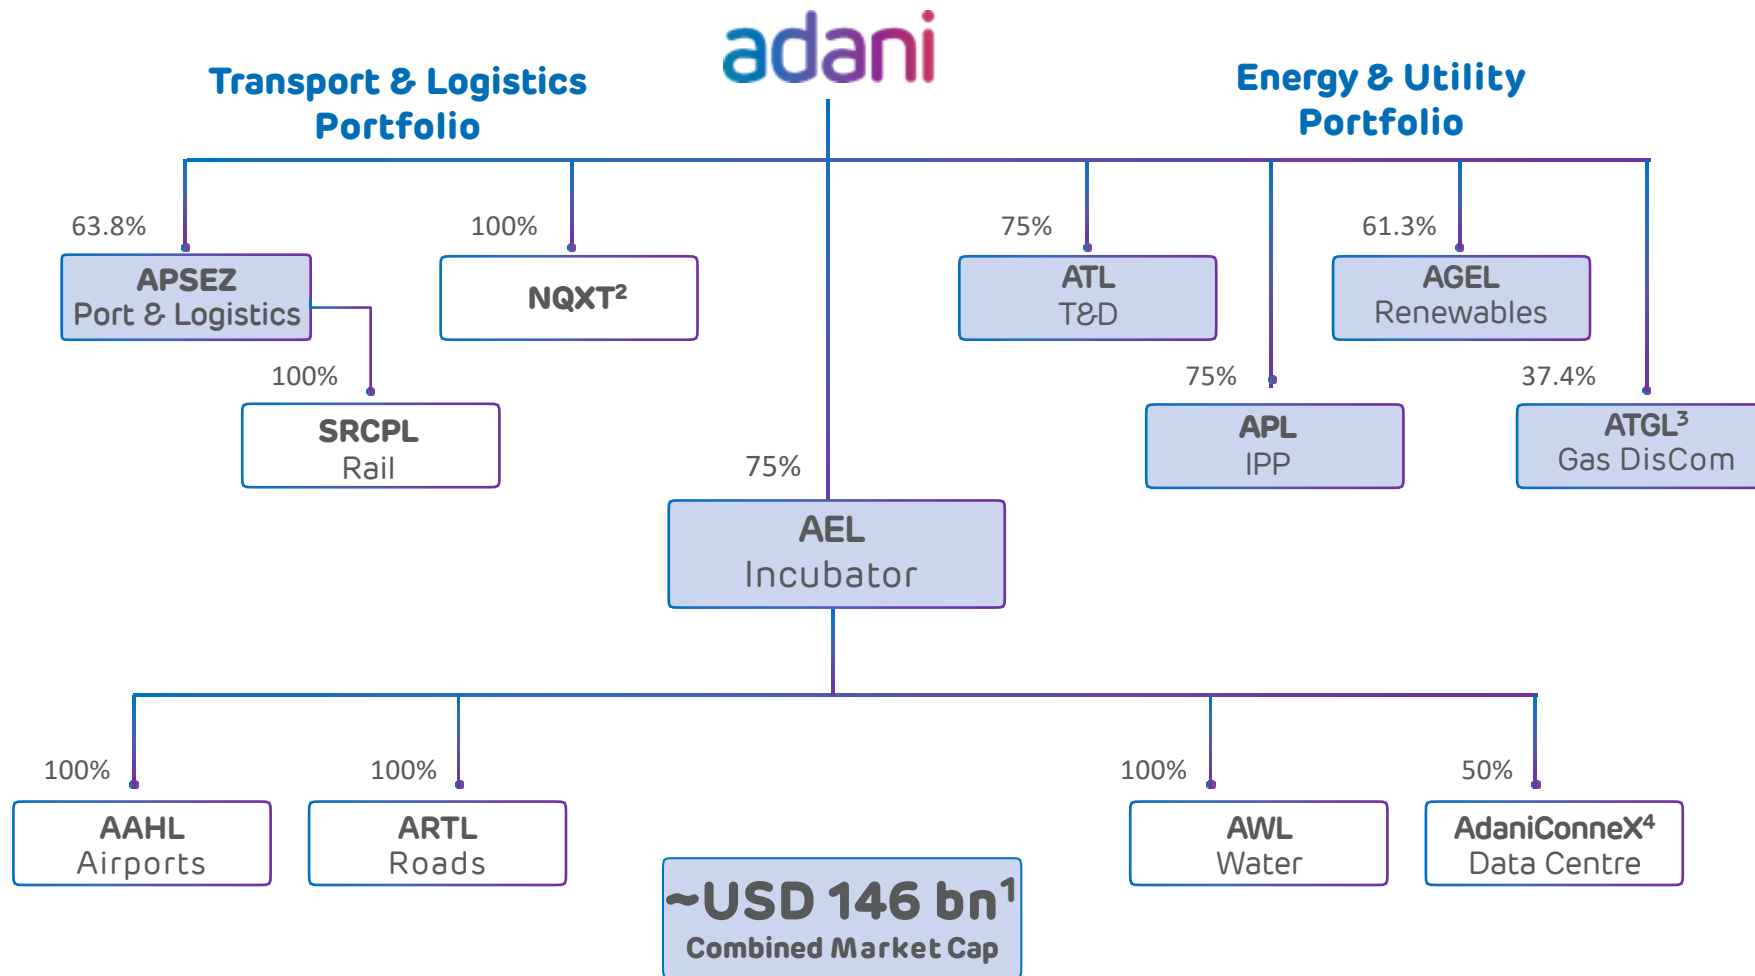 adani
Transport & Logistics
Portfolio
Energy & Utility
Portfolio
63.8%
APSEZ
Port & Logistics
100%
NQXT²
75%
ATL
T&D
61.3%
AGEL
Renewables
100%
SRCPL
Rail
75%
AEL
Incubator
75%
APL
IPP
37.4%
ATGL³
Gas DisCom
100%
AAHL
Airports
100%
ARTL
Roads
100%
AWL
Water
50%
AdaniConneX⁴
Data Centre
~USD 146 bn¹
Combined Market Cap